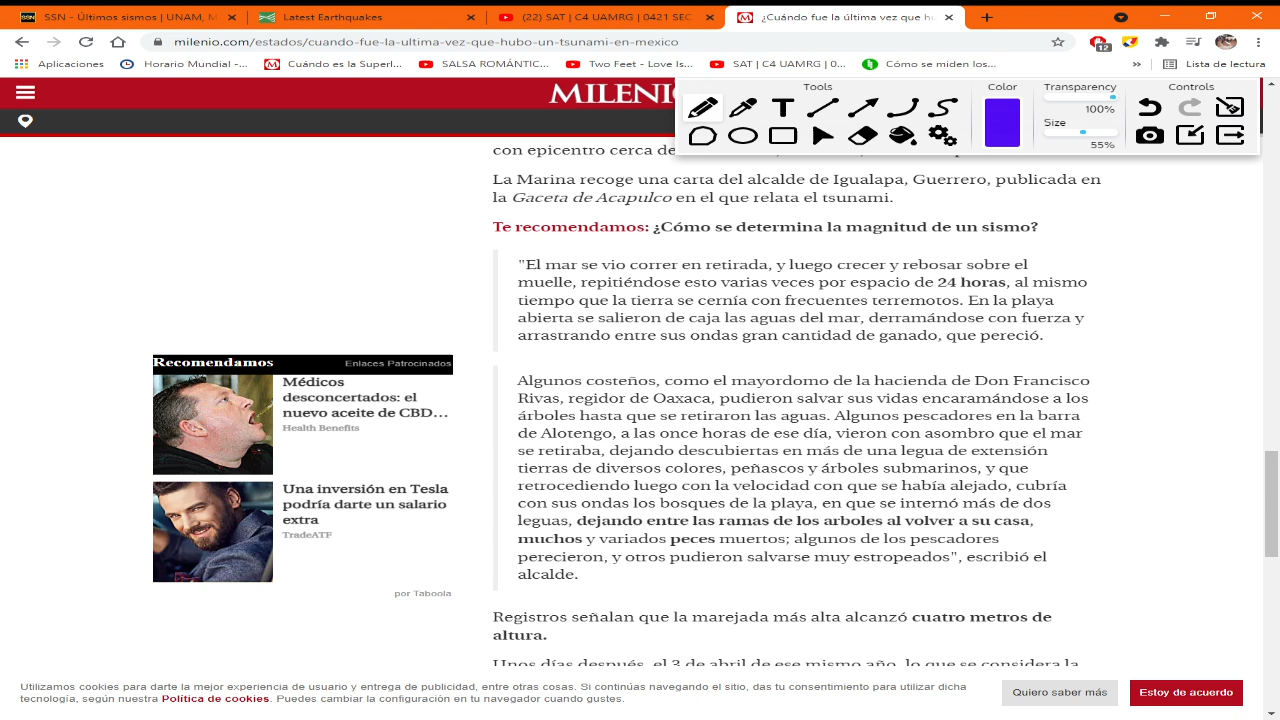 SSN - Últimos sismos | UNAM, M
Latest Earthquakes
(22) SAT | C4 UAMRG | 0421 SEC
¿Cuándo fue la última vez que hu
milenio.com/estados/cuando-fue-la-ultima-vez-que-hubo-un-tsunami-en-mexico
12
Aplicaciones
Horario Mundial -...
Cuándo es la Superl...
SALSA ROMÁNTIC...
Two Feet - Love Is...
SAT | C4 UAMRG | 0...
Cómo se miden los...
»
Lista de lectura
MILENIO
Tools
Color
Transparency
Controls
100%
Size
55%
con epicentro cerca de
La Marina recoge una carta del alcalde de Igualapa, Guerrero, publicada en
la Gaceta de Acapulco en el que relata el tsunami.
Te recomendamos: ¿Cómo se determina la magnitud de un sismo?
"El mar se vio correr en retirada, y luego crecer y rebosar sobre el
muelle, repitiéndose esto varias veces por espacio de 24 horas, al mismo
tiempo que la tierra se cernía con frecuentes terremotos. En la playa
abierta se salieron de caja las aguas del mar, derramándose con fuerza y
arrastrando entre sus ondas gran cantidad de ganado, que pereció.
Algunos costeños, como el mayordomo de la hacienda de Don Francisco
Rivas, regidor de Oaxaca, pudieron salvar sus vidas encaramándose a los
árboles hasta que se retiraron las aguas. Algunos pescadores en la barra
de Alotengo, a las once horas de ese día, vieron con asombro que el mar
se retiraba, dejando descubiertas en más de una legua de extensión
tierras de diversos colores, peñascos y árboles submarinos, y que
retrocediendo luego con la velocidad con que se había alejado, cubría
con sus ondas los bosques de la playa, en que se internó más de dos
leguas, dejando entre las ramas de los arboles al volver a su casa,
muchos y variados peces muertos; algunos de los pescadores
perecieron, y otros pudieron salvarse muy estropeados", escribió el
alcalde.
Registros señalan que la marejada más alta alcanzó cuatro metros de
altura.
Unos días después, el 3 de abril de ese mismo año, lo que se considera la
Recomendamos
Enlaces Patrocinados
Médicos
desconcertados: el
nuevo aceite de CBD...
Health Benefits
Una inversión en Tesla
podría darte un salario
extra
TradeATF
por Taboola
Utilizamos cookies para darte la mejor experiencia de usuario y entrega de publicidad, entre otras cosas. Si continúas navegando el sitio, das tu consentimiento para utilizar dicha
tecnología, según nuestra Política de cookies. Puedes cambiar la configuración en tu navegador cuando gustes.
Quiero saber más
Estoy de acuerdo